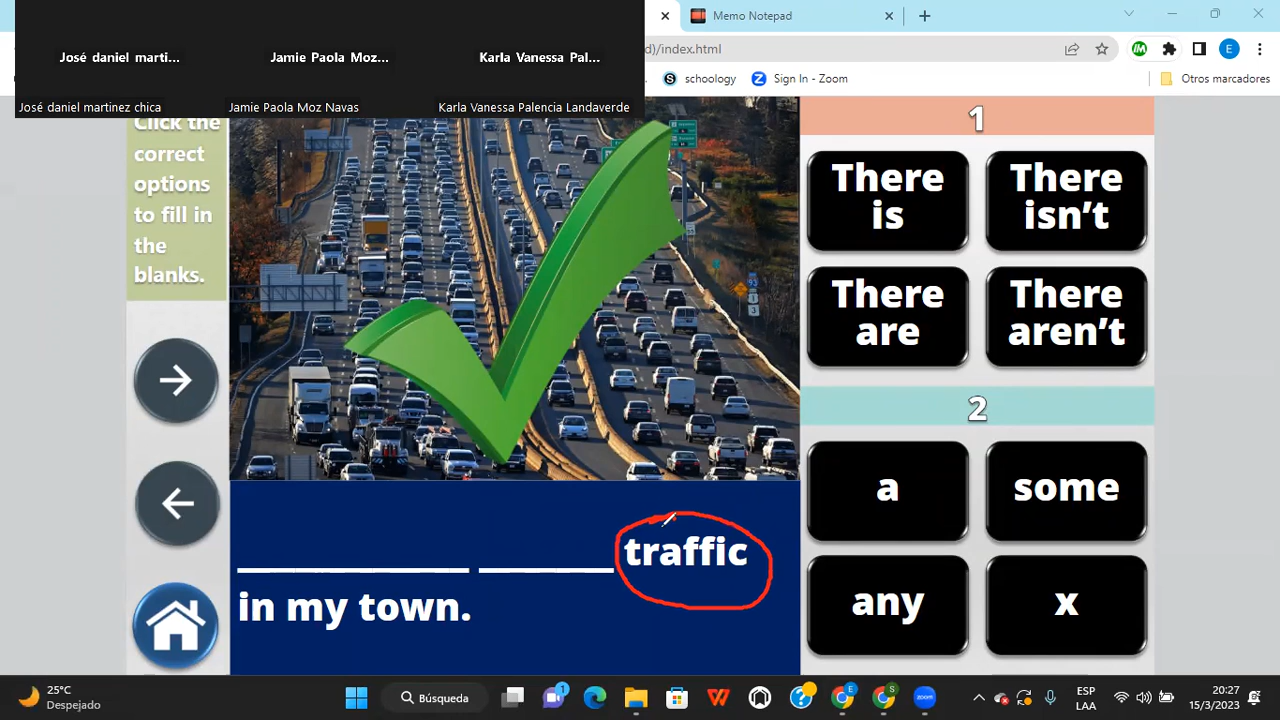 José daniel marti...
Jamie Paola Moz...
Karla Vanessa Pal...
José daniel martinez chica
Jamie Paola Moz Navas
Karla Vanessa Palencia Landaverde
Memo Notepad
d)/index.html
E
schoology
Sign In - Zoom
Otros marcadores
Click the
correct
options
to fill in
the
blanks.
traffic
in my town.
1
There
is
There
isn't
There
are
There
aren't
2
a
some
any
x
25°C
Despejado
Búsqueda
1
zoom
ESP
LAA
20:27
15/3/2023